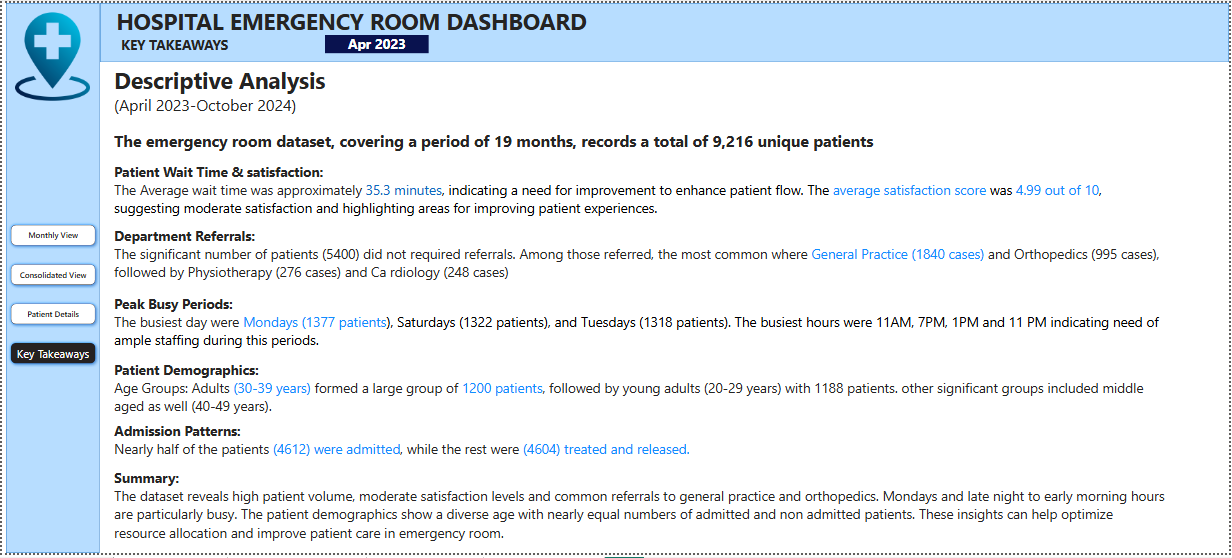 HOSPITAL EMERGENCY ROOM DASHBOARD
KEY TAKEAWAYS
Apr 2023
Descriptive Analysis
(April 2023-October 2024)
The emergency room dataset, covering a period of 19 months, records a total of 9,216 unique patients
Patient Wait Time & satisfaction:
The Average wait time was approximately 35.3 minutes, indicating a need for improvement to enhance patient flow. The average satisfaction score was 4.99 out of 10,
suggesting moderate satisfaction and highlighting areas for improving patient experiences.
Monthly View
Consolidated View
Patient Details
Key Takeaways
Department Referrals:
The significant number of patients (5400) did not required referrals. Among those referred, the most common where General Practice (1840 cases) and Orthopedics (995 cases),
followed by Physiotherapy (276 cases) and Ca rdiology (248 cases)
Peak Busy Periods:
The busiest day were Mondays (1377 patients), Saturdays (1322 patients), and Tuesdays (1318 patients). The busiest hours were 11AM, 7PM, 1PM and 11 PM indicating need of
ample staffing during this periods.
Patient Demographics:
Age Groups: Adults (30-39 years) formed a large group of 1200 patients, followed by young adults (20-29 years) with 1188 patients. other significant groups included middle
aged as well (40-49 years).
Admission Patterns:
Nearly half of the patients (4612) were admitted, while the rest were (4604) treated and released.
Summary:
The dataset reveals high patient volume, moderate satisfaction levels and common referrals to general practice and orthopedics. Mondays and late night to early morning hours
are particularly busy. The patient demographics show a diverse age with nearly equal numbers of admitted and non admitted patients. These insights can help optimize
resource allocation and improve patient care in emergency room.